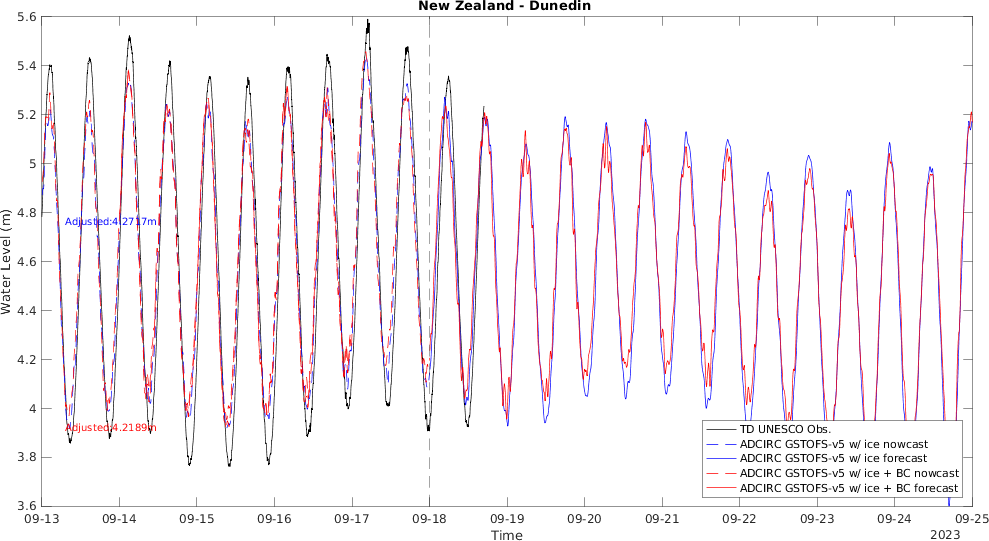 New Zealand - Dunedin
5.6
5.4
5.2
5
4.8
4.6
4.4
4.2
4
3.8
3.6
Water Level (m)
Adjusted:4.2717m
Adjusted:4.2189m
TD UNESCO Obs.
ADCIRC GSTOFS-v5 w/ ice nowcast
ADCIRC GSTOFS-v5 w/ ice forecast
ADCIRC GSTOFS-v5 w/ ice + BC nowcast
ADCIRC GSTOFS-v5 w/ ice + BC forecast
09-13 09-14 09-15 09-16 09-17 09-18 09-19 09-20 09-21 09-22 09-23 09-24 09-25
Time
2023